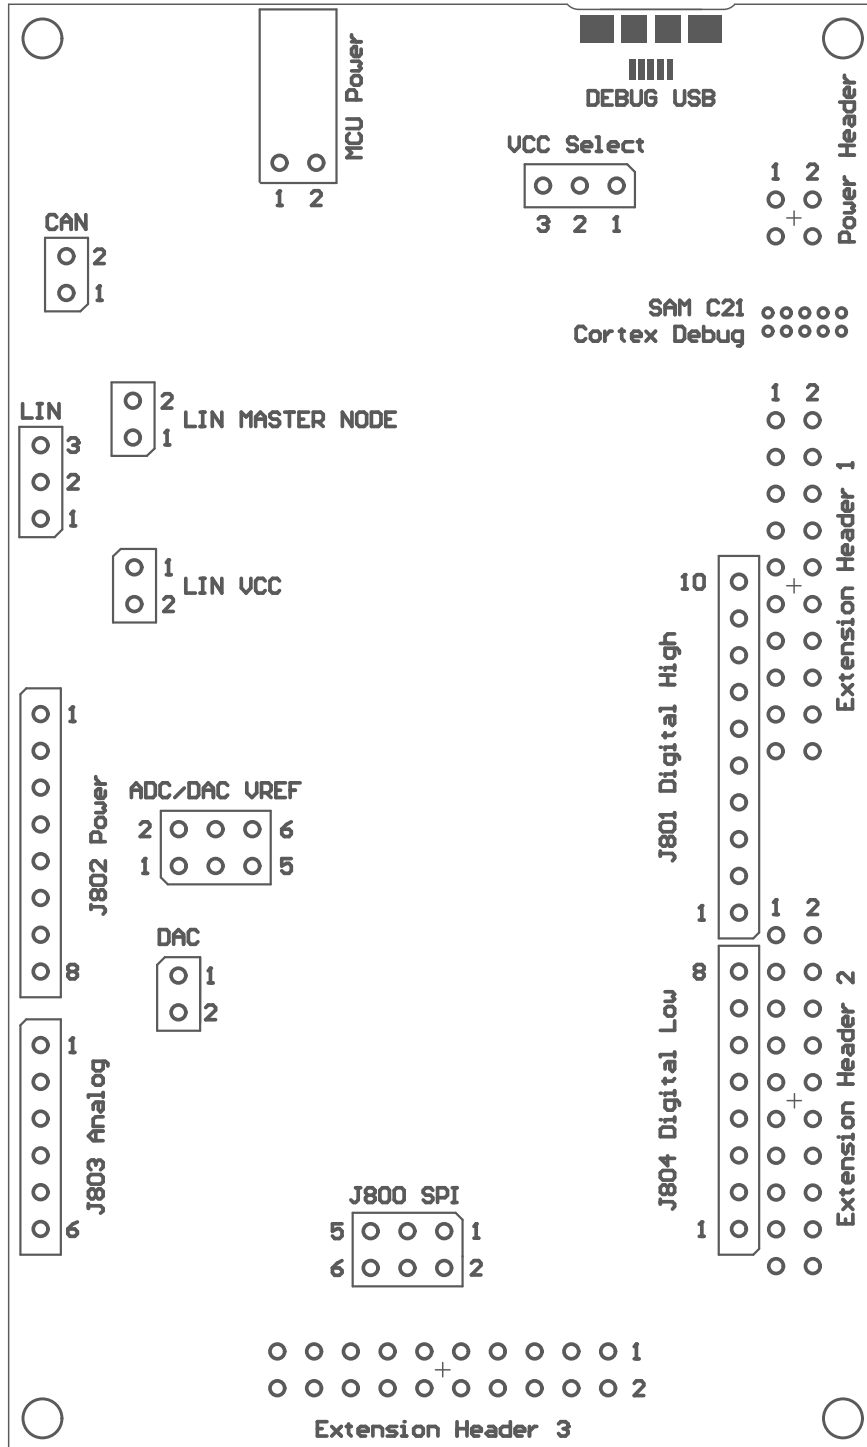 DEBUG USB
MCU Power
1 2
VCC Select
3 2 1
Power Header
1 2
CAN
2
1
SAM C21
Cortex Debug
LIN
3
2
1
2
1
LIN MASTER NODE
1 2
Extension Header 1
1
2
LIN VCC
10
J801 Digital High
1
1
J802 Power
8
ADC/DAC VREF
2 6
1 5
DAC
1
2
1 2
Extension Header 2
8
J804 Digital Low
1
1
J803 Analog
6
J800 SPI
5 1
6 2
1
2
Extension Header 3